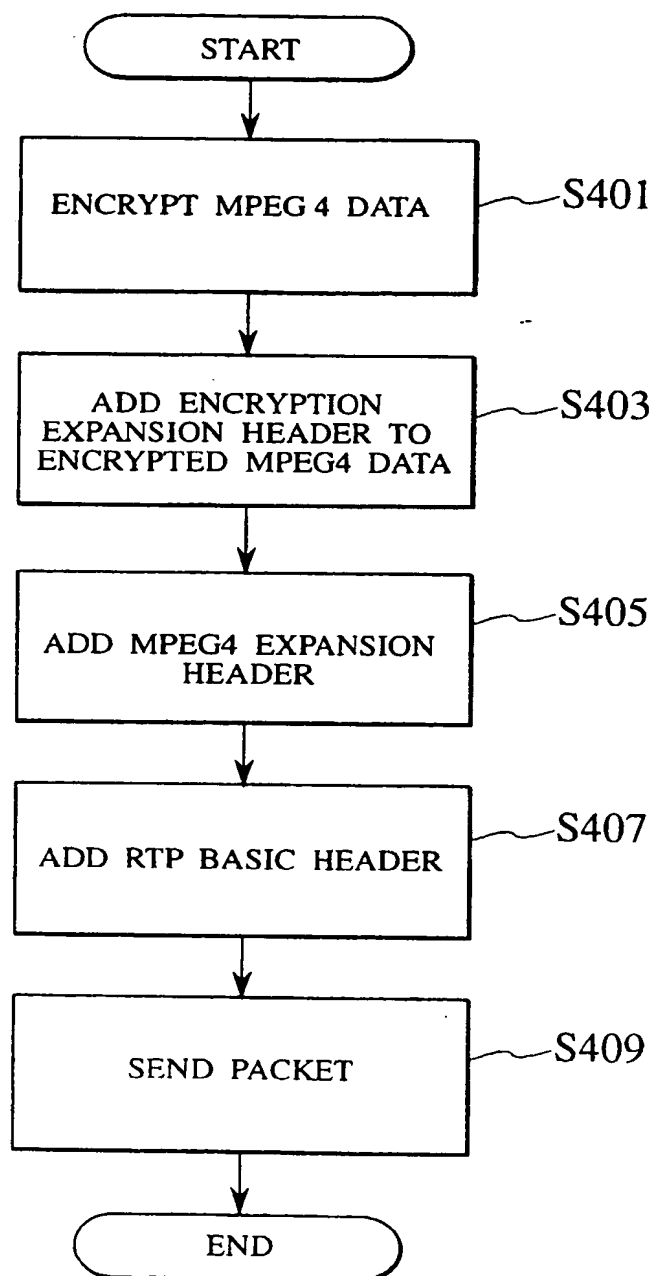 START
ENCRYPT MPEG 4 DATA
S401
ADD ENCRYPTION
EXPANSION HEADER TO
ENCRYPTED MPEG4 DATA
S403
ADD MPEG4 EXPANSION
HEADER
S405
ADD RTP BASIC HEADER
S407
SEND PACKET
S409
END